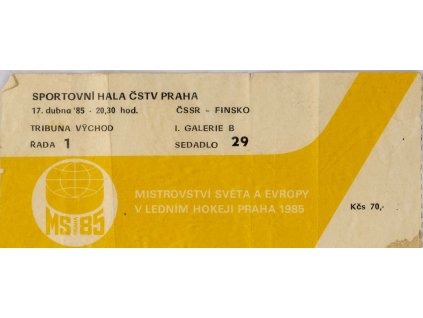 SPORTOVNÍ HALA ČSTV PRAHA
17. dubna '85 - 20,30 hod. ČSSR - FINSKO
TRIBUNA VÝCHOD I. GALERIE B
ŘADA 1 SEDADLO 29
MISTROVSTVÍ SVĚTA A EVROPY
V LEDNÍM HOKEJI PRAHA 1985
Kčs 70,-
MS 85